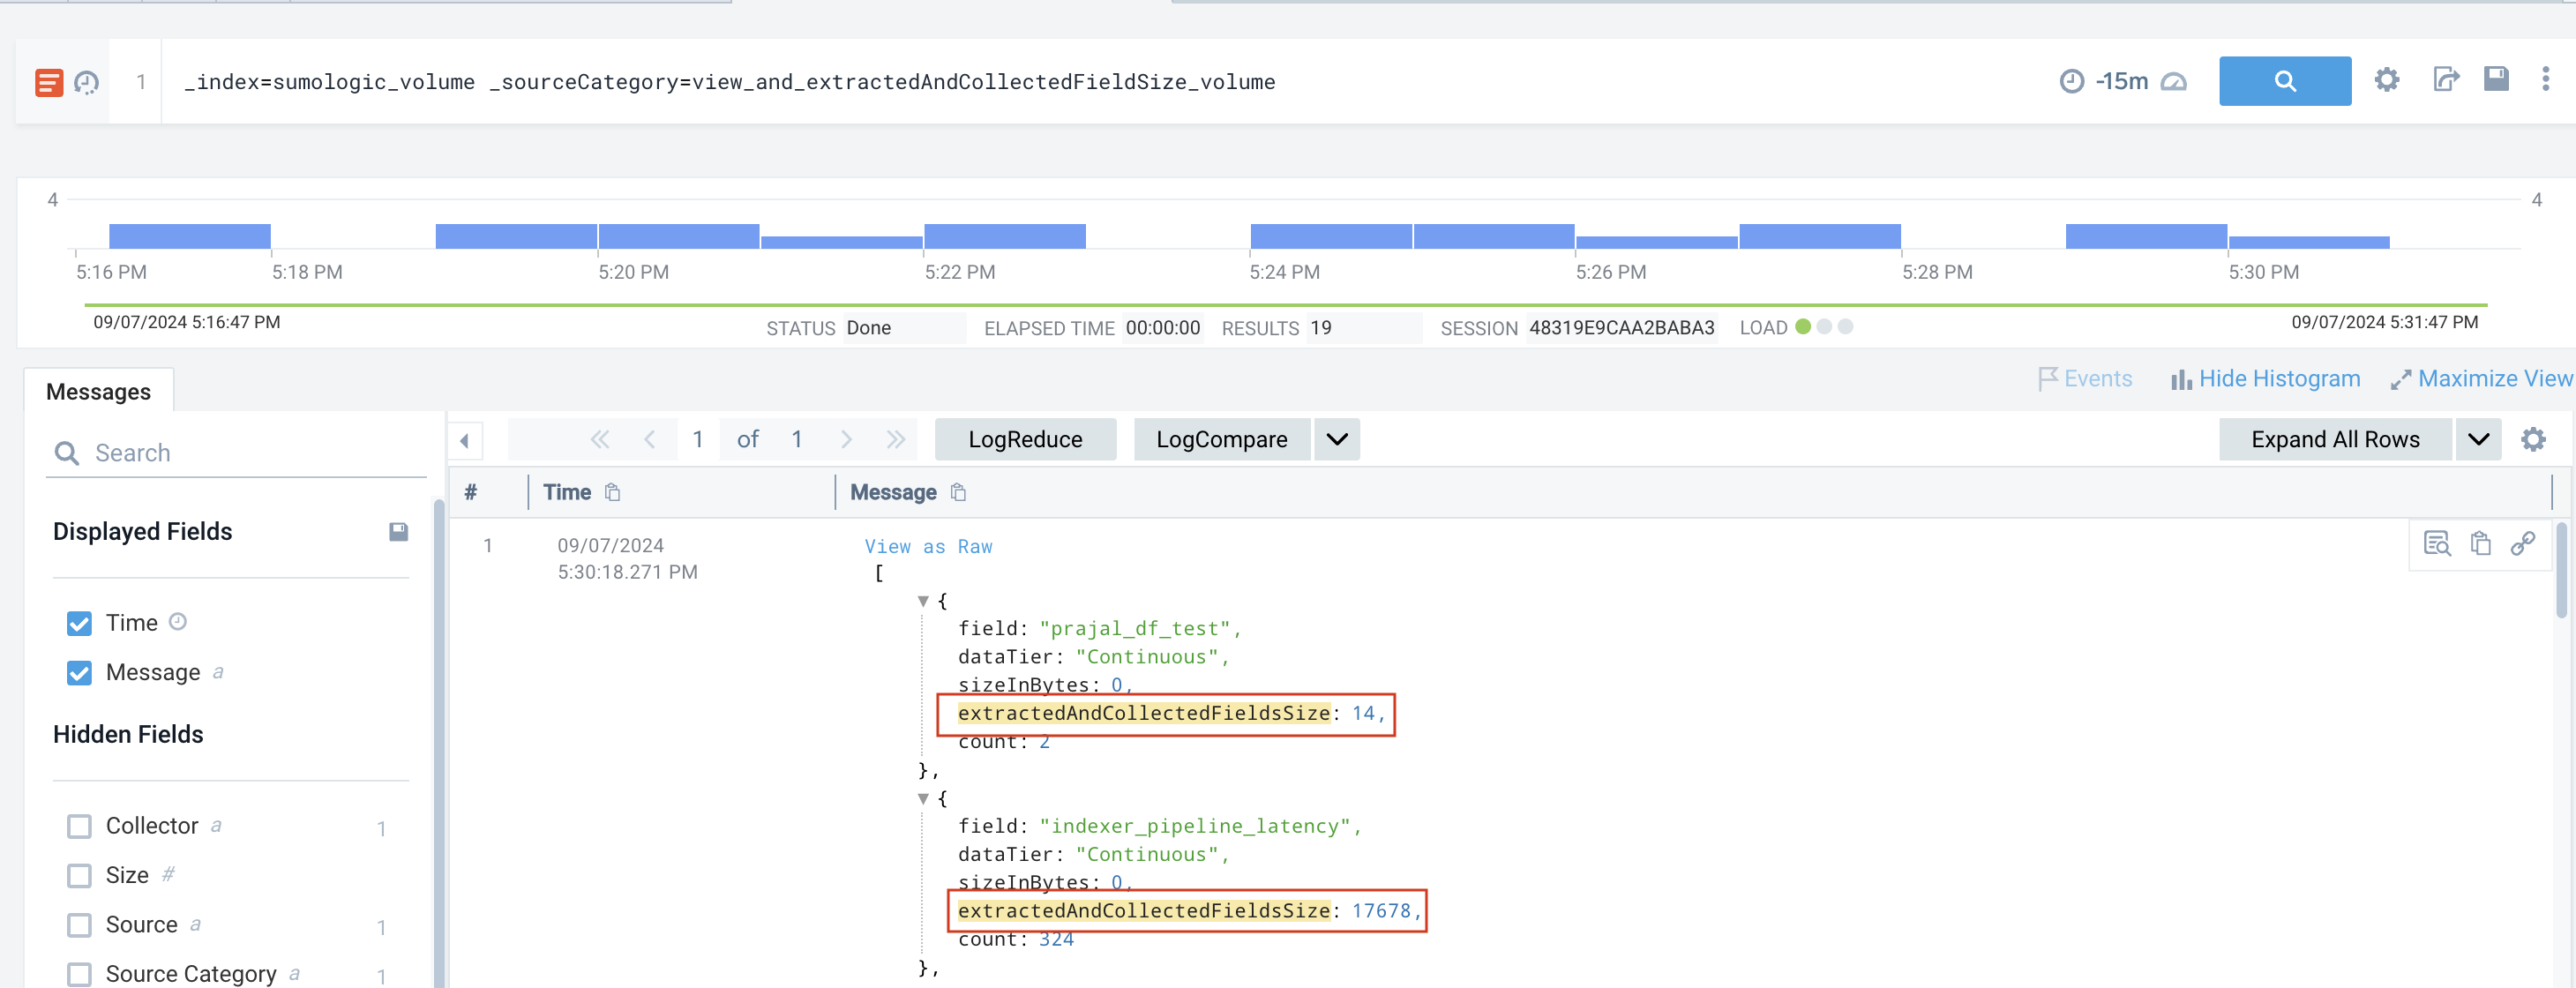 1 _index=sumologic_volume _sourceCategory=view_and_extractedAndCollectedFieldSize_volume -15m
4 4
5:16 PM 5:18 PM 5:20 PM 5:22 PM 5:24 PM 5:26 PM 5:28 PM 5:30 PM
09/07/2024 5:16:47 PM STATUS Done ELAPSED TIME 00:00:00 RESULTS 19 SESSION 48319E9CAA2BABA3 LOAD 09/07/2024 5:31:47 PM
Messages Events Hide Histogram Maximize View
Search 1 of 1 LogReduce LogCompare Expand All Rows
# Time Message
Displayed Fields
Time
Message a
Hidden Fields
Collector a 1
Size #
Source a 1
Source Category a 1
1 09/07/2024 View as Raw
5:30:18.271 PM [
{
field: "prajal_df_test",
dataTier: "Continuous",
sizeInBytes: 0,
extractedAndCollectedFieldsSize: 14,
count: 2
},
{
field: "indexer_pipeline_latency",
dataTier: "Continuous",
sizeInBytes: 0,
extractedAndCollectedFieldsSize: 17678,
count: 324
},